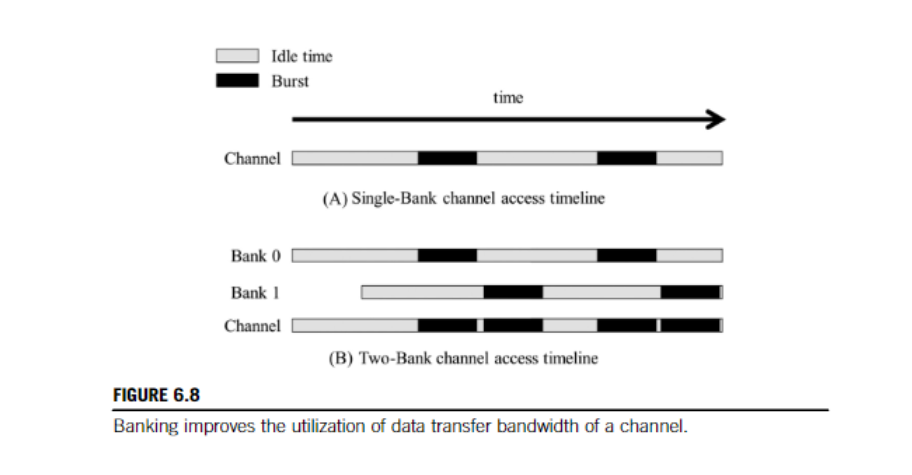 Idle time
Burst
time
Channel
(A) Single-Bank channel access timeline
Bank 0
Bank 1
Channel
(B) Two-Bank channel access timeline
FIGURE 6.8
Banking improves the utilization of data transfer bandwidth of a channel.